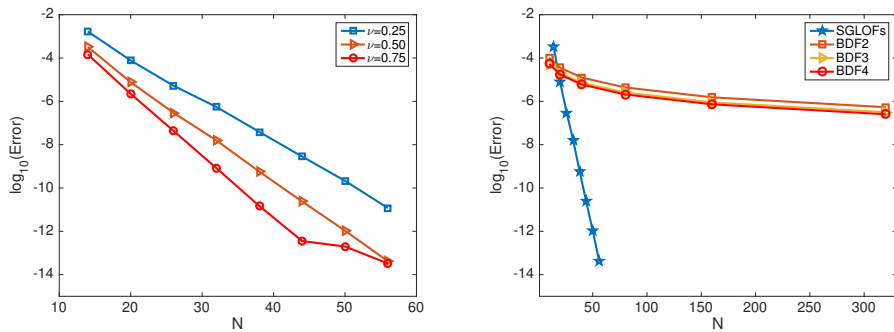 -2
-4
-6
-8
-10
-12
-14
log10(Error)
10 20 30 40 50 60
N
ν=0.25
ν=0.50
ν=0.75
-2
-4
-6
-8
-10
-12
-14
log10(Error)
50 100 150 200 250 300
N
SGLOFs
BDF2
BDF3
BDF4